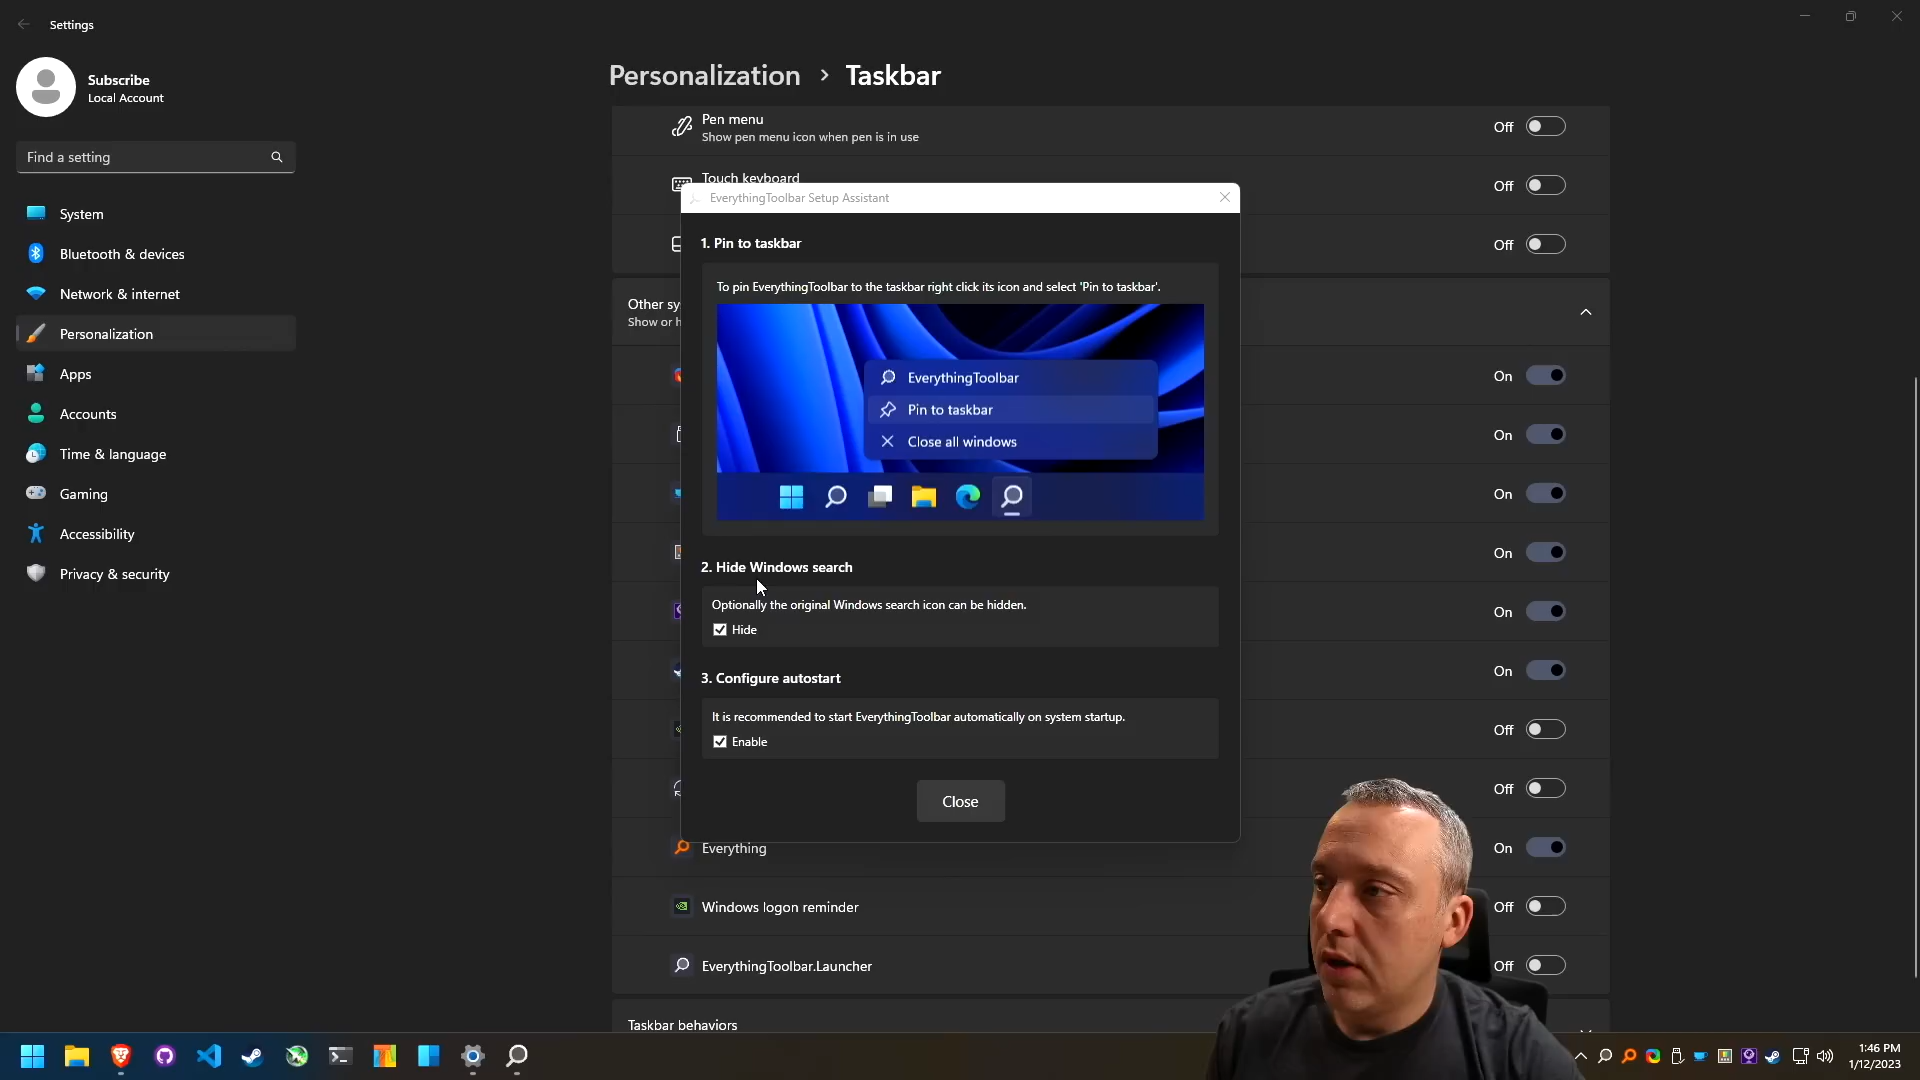 Settings
Subscribe
Local Account
Find a setting
System
Bluetooth & devices
Network & internet
Personalization
Apps
Accounts
Time & language
Gaming
Accessibility
Privacy & security
Personalization > Taskbar
Pen menu
Show pen menu icon when pen is in use
Off
Touch keyboard
Off
Off
Other sy
Show or h
On
On
On
On
On
On
Off
Off
Everything
On
Windows logon reminder
Off
EverythingToolbar.Launcher
Off
Taskbar behaviors
EverythingToolbar Setup Assistant
1. Pin to taskbar
To pin EverythingToolbar to the taskbar right click its icon and select 'Pin to taskbar'.
EverythingToolbar
Pin to taskbar
Close all windows
2. Hide Windows search
Optionally the original Windows search icon can be hidden.
Hide
3. Configure autostart
It is recommended to start EverythingToolbar automatically on system startup.
Enable
Close
1:46 PM
1/12/2023